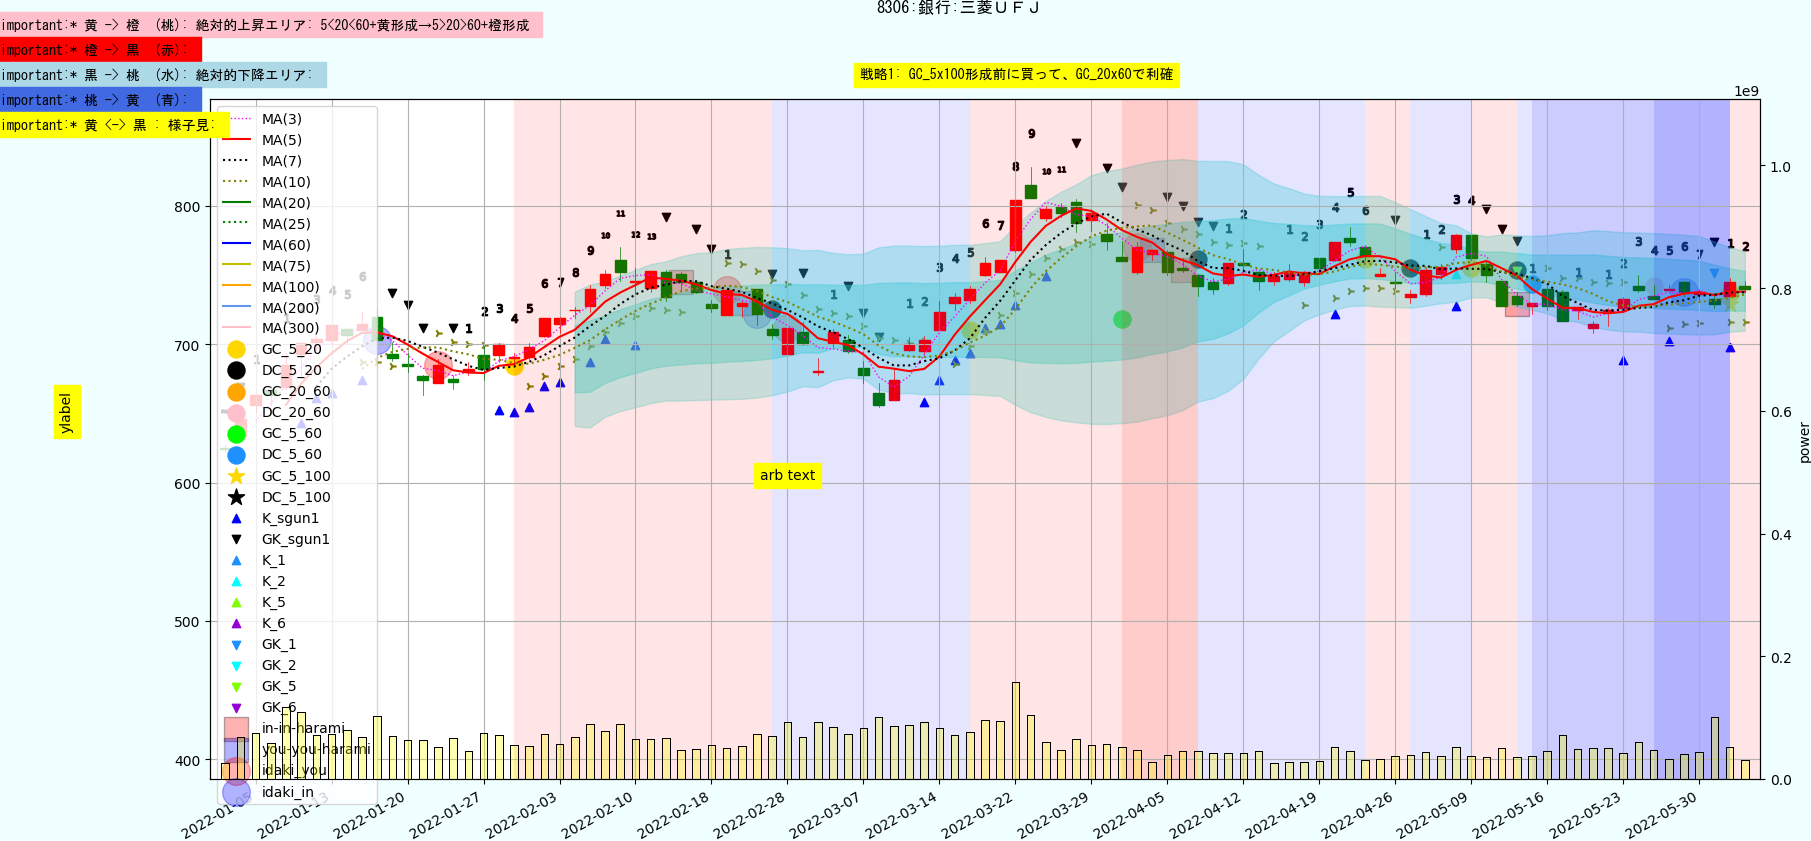 8306:銀行:三菱ＵＦＪ
important:* 黄 -> 橙 （桃）: 絶対的上昇エリア: 5<20<60+黄形成→5>20>60+橙形成
important:* 橙 -> 黒 （赤）:
important:* 黒 -> 桃 （水）: 絶対的下降エリア:
戦略1: GC_5x100形成前に買って、GC_20x60で利確
important:* 桃 -> 黄 （青）:
1e9
important:* 黄 <-> 黒 : 様子見:
MA(3)
MA(5)
MA(7)
MA(10)
MA(20)
MA(25)
MA(60)
MA(75)
MA(100)
MA(200)
MA(300)
GC_5_20
DC_5_20
GC_20_60
DC_20_60
GC_5_60
DC_5_60
GC_5_100
DC_5_100
K_sgun1
GK_sgun1
K_1
K_2
K_5
K_6
GK_1
GK_2
GK_5
GK_6
in-in-harami
you-you-harami
idaki_you
idaki_in
800
700
600
500
400
ylabel
arb text
1.0
0.8
0.6
0.4
0.2
0.0
power
2022-01-05
2022-01-13
2022-01-20
2022-01-27
2022-02-03
2022-02-10
2022-02-18
2022-02-28
2022-03-07
2022-03-14
2022-03-22
2022-03-29
2022-04-05
2022-04-12
2022-04-19
2022-04-26
2022-05-09
2022-05-16
2022-05-23
2022-05-30